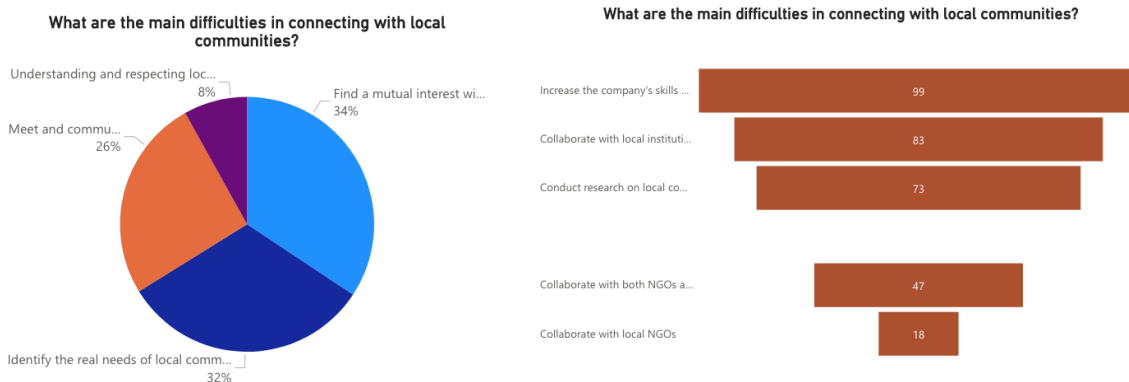 What are the main difficulties in connecting with local
communities?
Understanding and respecting loc...
8%
Find a mutual interest wi...
34%
Meet and commu...
26%
Identify the real needs of local comm...
32%
What are the main difficulties in connecting with local communities?
Increase the company's skills ...
99
Collaborate with local instituti...
83
Conduct research on local co...
73
Collaborate with both NGOs a...
47
Collaborate with local NGOs
18